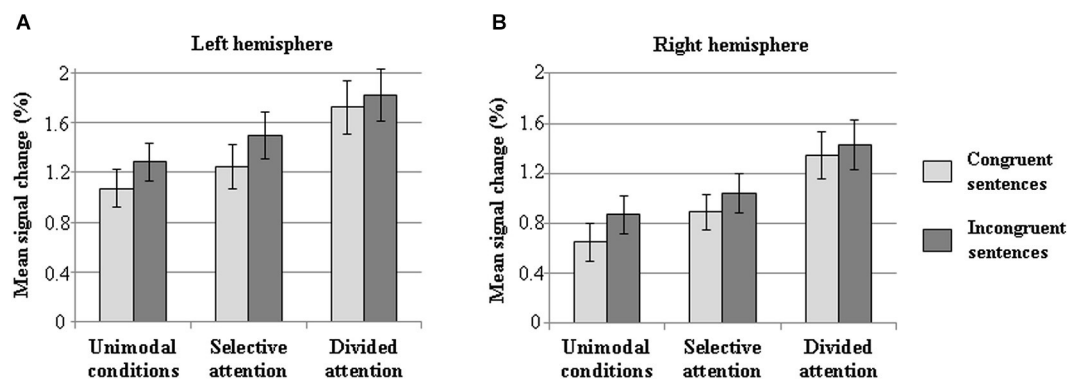 A
Left hemisphere
Mean signal change (%)
2
1.6
1.2
0.8
0.4
0
Unimodal conditions
Selective attention
Divided attention
B
Right hemisphere
Mean signal change (%)
2
1.6
1.2
0.8
0.4
0
Unimodal conditions
Selective attention
Divided attention
Congruent
sentences
Incongruent
sentences